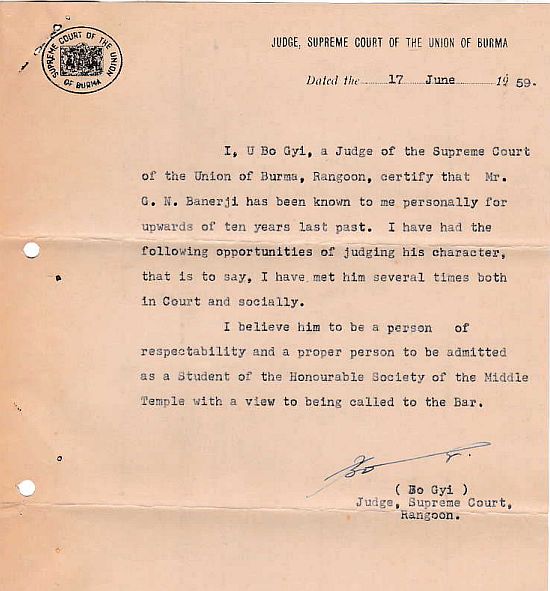 SUPREME COURT OF THE UNION
OF BURMA
JUDGE, SUPREME COURT OF THE UNION OF BURMA
Dated the 17 June 19 59.
I, U Bo Gyi, a Judge of the Supreme Court
of the Union of Burma, Rangoon, certify that Mr.
G. N. Banerji has been known to me personally for
upwards of ten years last past. I have had the
following opportunities of judging his character,
that is to say, I have met him several times both
in Court and socially.
I believe him to be a person of
respectability and a proper person to be admitted
as a Student of the Honourable Society of the Middle
Temple with a view to being called to the Bar.
( Bo Gyi )
Judge, Supreme Court,
Rangoon.